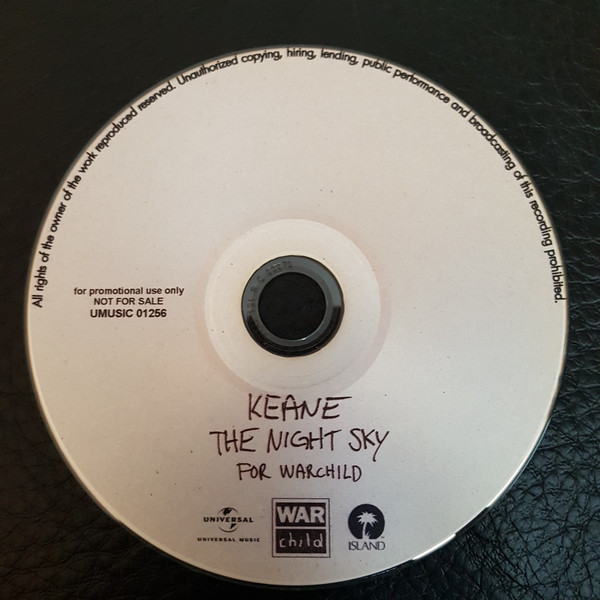 All rights of the owner of the work reproduced reserved. Unauthorized copying, hiring, lending, public performance and broadcasting of this recording prohibited.
for promotional use only
NOT FOR SALE
UMUSIC 01256
KEANE
THE NIGHT SKY
FOR WARCHILD
UNIVERSAL
UNIVERSAL MUSIC
WAR
child
ISLAND